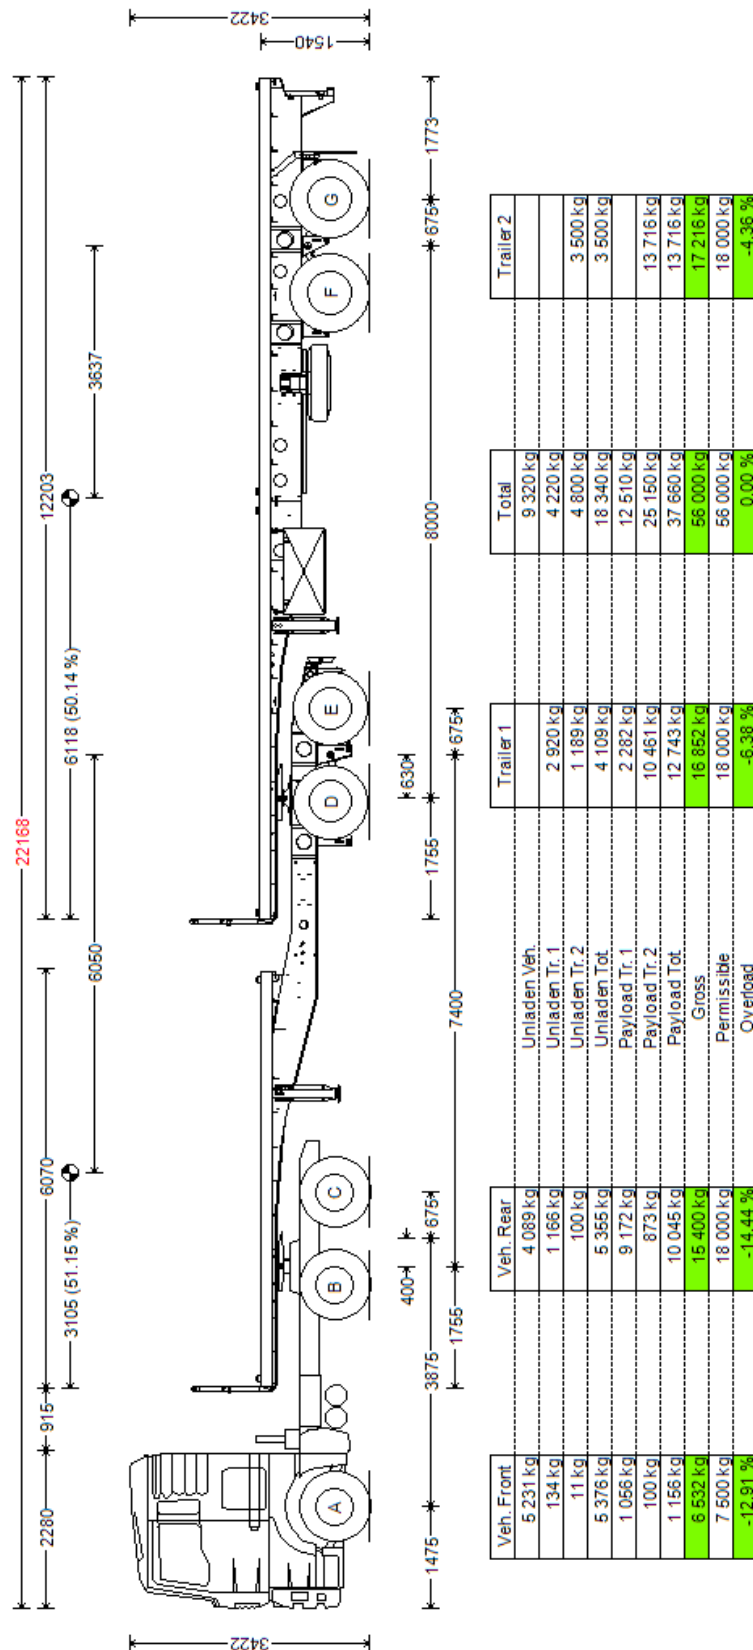 22168
2280
915
6070
12203
3105 (51.15 %)
6118 (50.14 %)
6050
3637
3422
3422
1540
A
B
C
D
E
F
G
400
630
1475
3875
675
1755
8000
675
1773
1755
7400
675
Veh. Front Veh. Rear Trailer 1 Total Trailer 2
5 231 kg 4 089 kg Unladen Veh. 9 320 kg
134 kg 1 166 kg Unladen Tr. 1 2 920 kg 4 220 kg
11 kg 100 kg Unladen Tr. 2 1 189 kg 4 800 kg 3 500 kg
5 376 kg 5 355 kg Unladen Tot 4 109 kg 18 340 kg 3 500 kg
1 056 kg 9 172 kg Payload Tr. 1 2 282 kg 12 510 kg
100 kg 873 kg Payload Tr. 2 10 461 kg 25 150 kg 13 716 kg
1 156 kg 10 045 kg Payload Tot 12 743 kg 37 660 kg 13 716 kg
6 532 kg 15 400 kg Gross 16 852 kg 56 000 kg 17 216 kg
7 500 kg 18 000 kg Permissible 18 000 kg 56 000 kg 18 000 kg
-12.91 % -14.44 % Overload -6.38 % 0.00 % -4.36 %